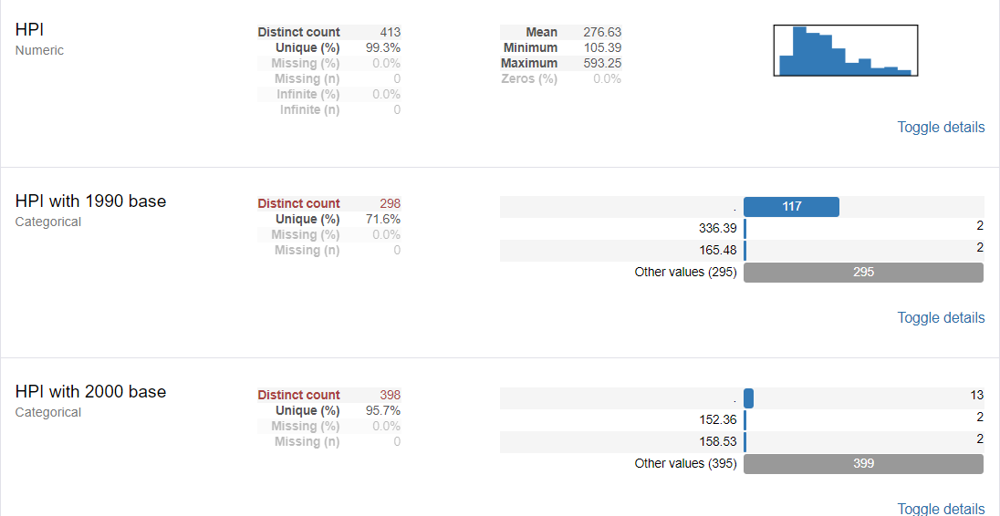 HPI
Numeric
Distinct count 413
Unique (%) 99.3%
Missing (%) 0.0%
Missing (n) 0
Infinite (%) 0.0%
Infinite (n) 0
Mean 276.63
Minimum 105.39
Maximum 593.25
Zeros (%) 0.0%
Toggle details
HPI with 1990 base
Categorical
Distinct count 298
Unique (%) 71.6%
Missing (%) 0.0%
Missing (n) 0
. 117
336.39 2
165.48 2
Other values (295) 295
Toggle details
HPI with 2000 base
Categorical
Distinct count 398
Unique (%) 95.7%
Missing (%) 0.0%
Missing (n) 0
. 13
152.36 2
158.53 2
Other values (395) 399
Toggle details